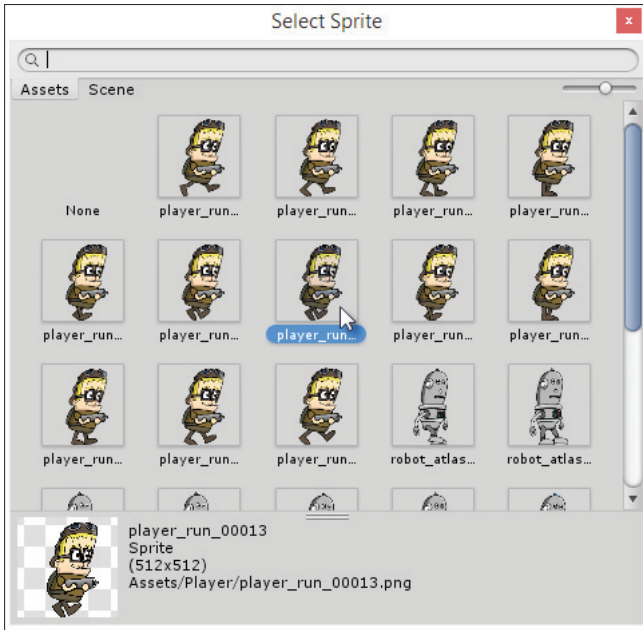 Select Sprite
x
Assets Scene
None player_run... player_run... player_run... player_run...
player_run... player_run... player_run... player_run... player_run...
player_run... player_run... player_run... robot_atlas... robot_atlas...
player_run_00013
Sprite
(512x512)
Assets/Player/player_run_00013.png